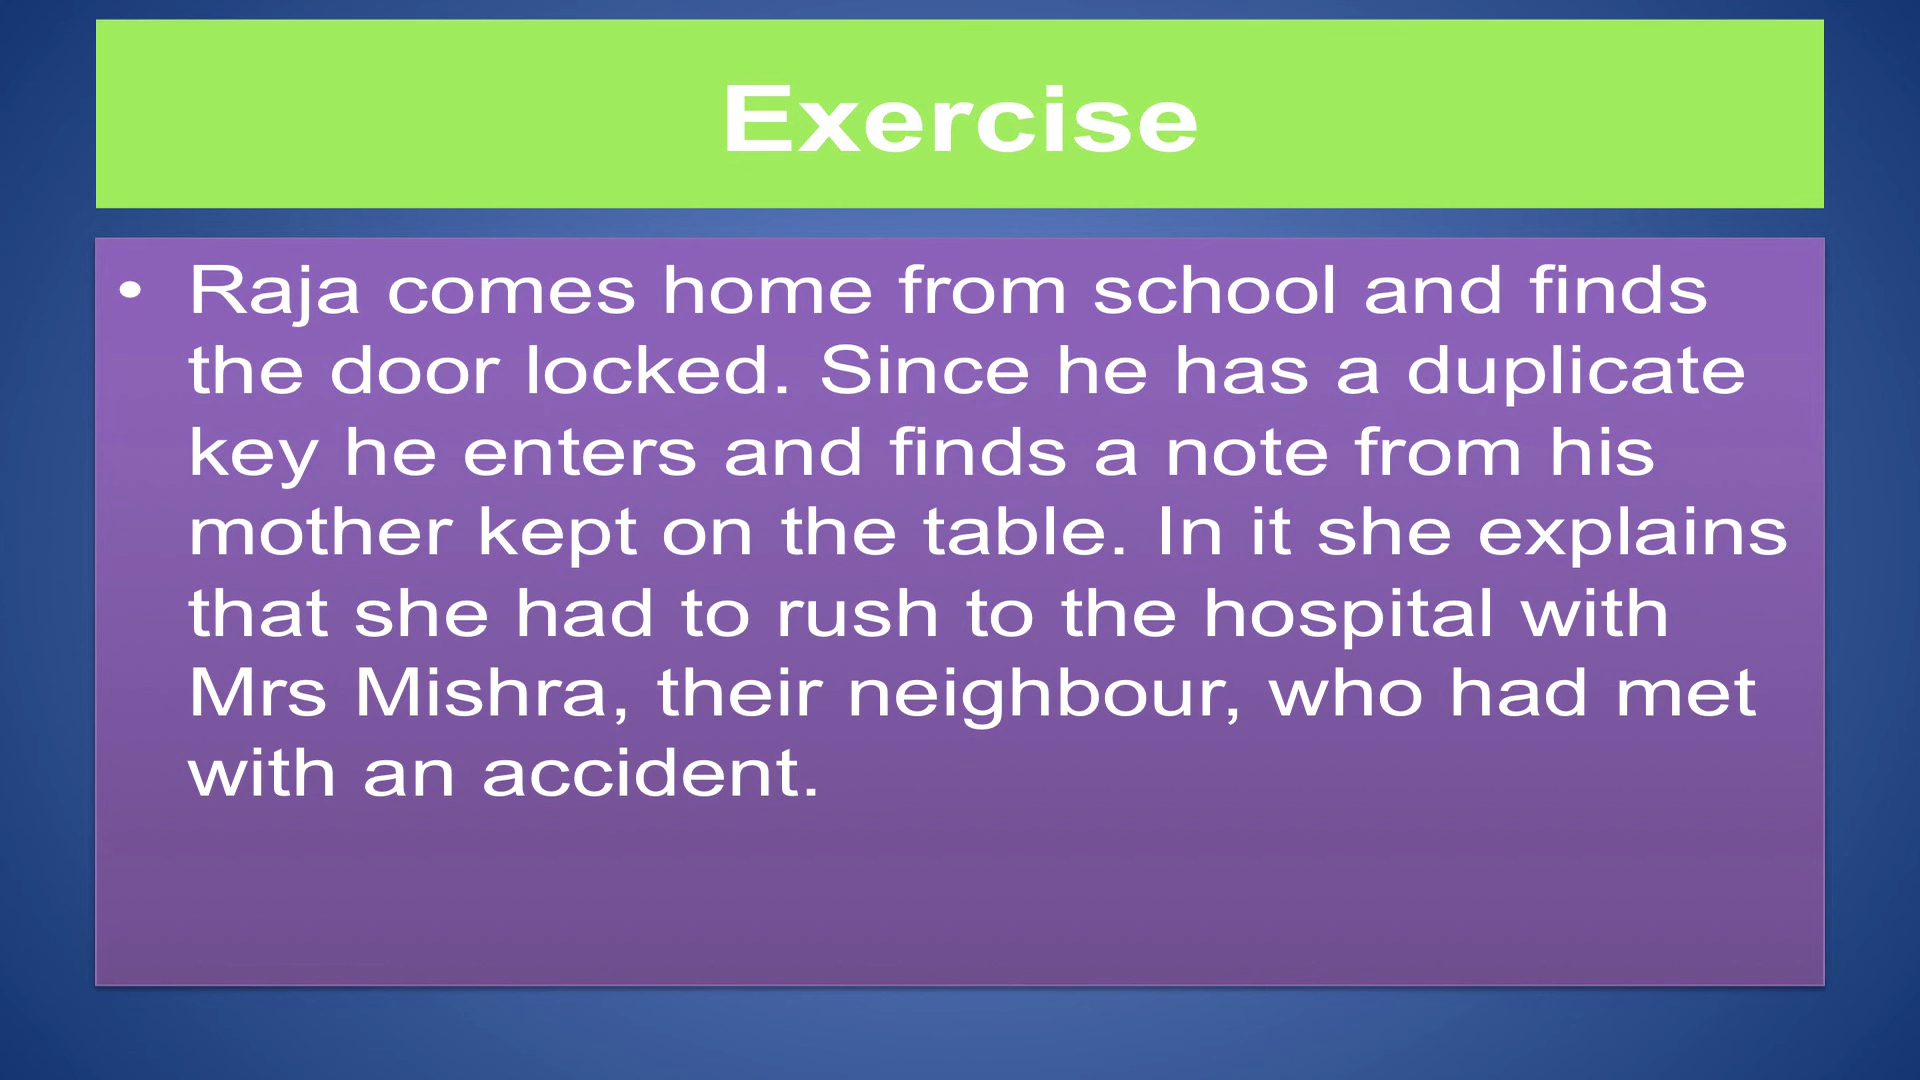 Exercise
• Raja comes home from school and finds
the door locked. Since he has a duplicate
key he enters and finds a note from his
mother kept on the table. In it she explains
that she had to rush to the hospital with
Mrs Mishra, their neighbour, who had met
with an accident.